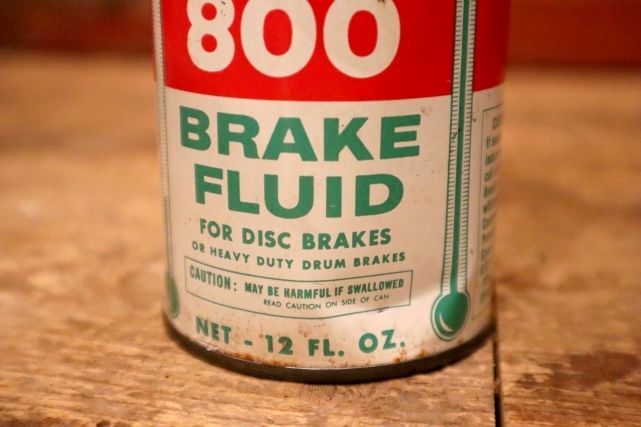 800
BRAKE
FLUID
FOR DISC BRAKES
OR HEAVY DUTY DRUM BRAKES
CAUTION: MAY BE HARMFUL IF SWALLOWED
READ CAUTION ON SIDE OF CAN
NET - 12 FL. OZ.